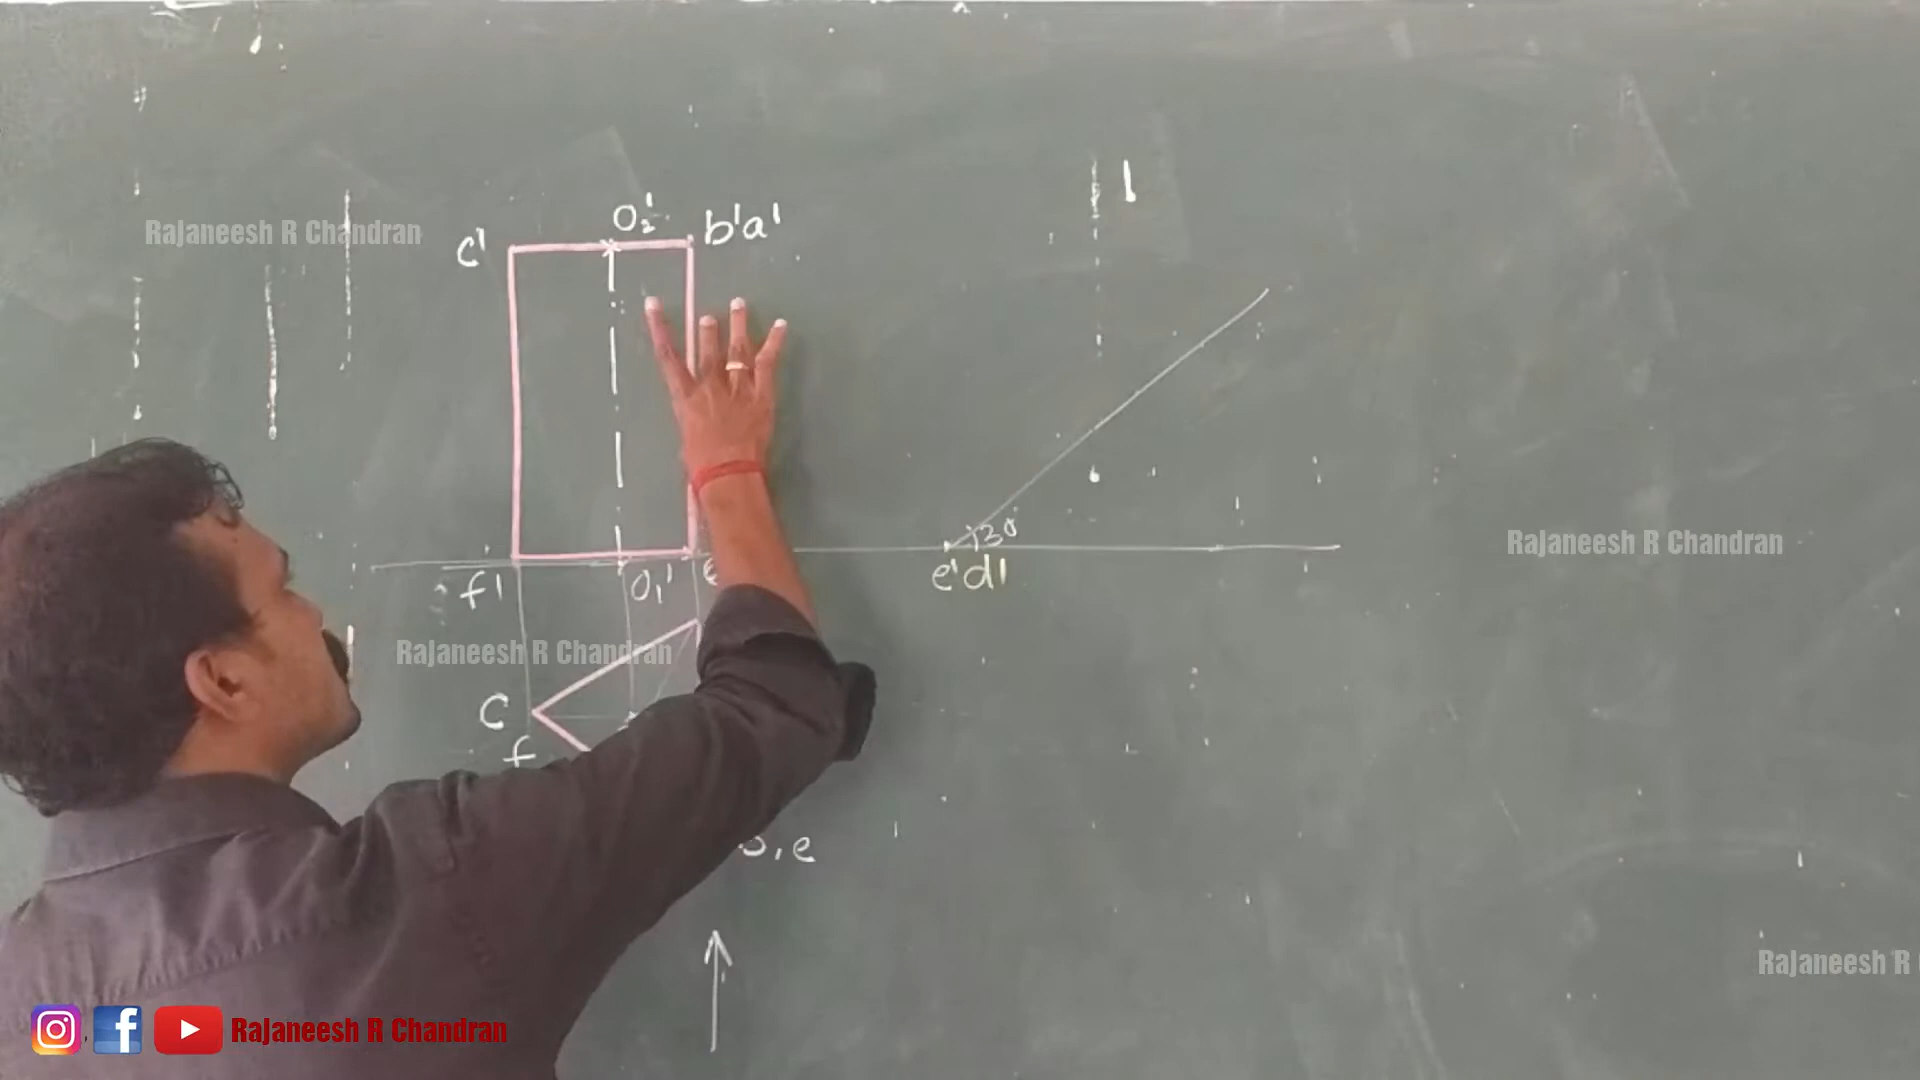 O₂' b'a'
c'
Rajaneesh R Chandran
30°
Rajaneesh R Chandran
f' O₁' e'd'
Rajaneesh R Chandran
c
f
b, e
Rajaneesh R
Rajaneesh R Chandran